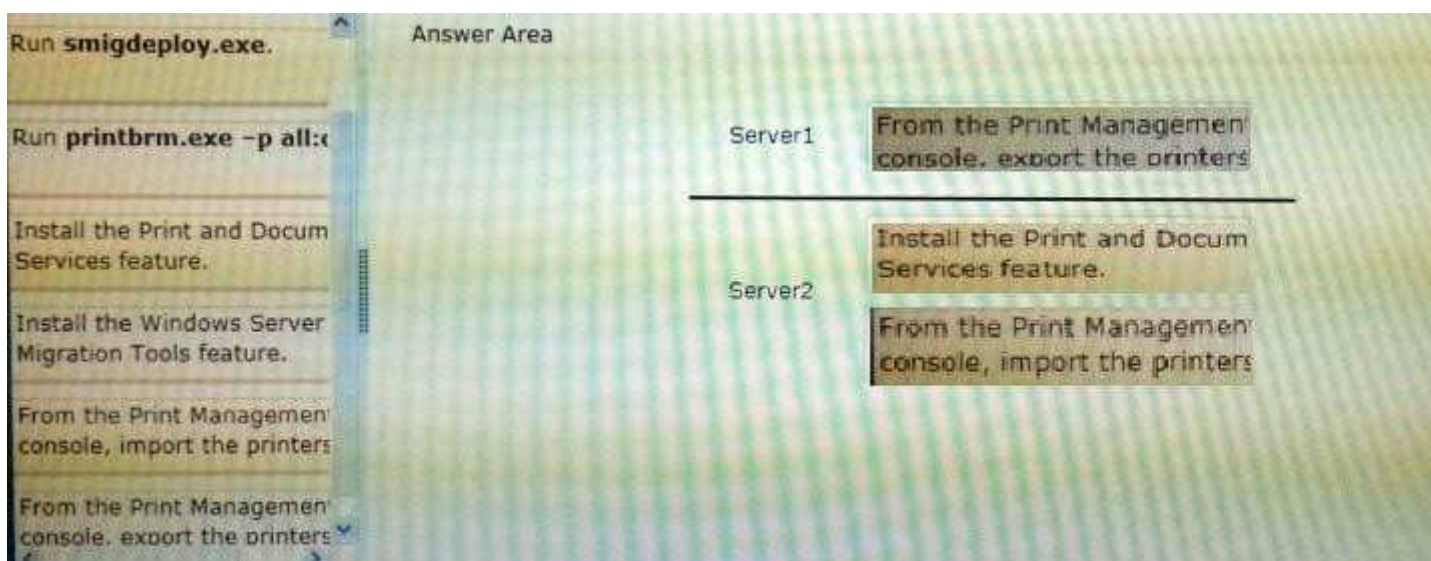 Run smigdeploy.exe.
Run printbrm.exe –p all:
Install the Print and Docum
Services feature.
Install the Windows Server
Migration Tools feature.
From the Print Managemen
console, import the printers
From the Print Managemen
console. export the printers
Answer Area
Server1
From the Print Managemen
console. export the printers
Server2
Install the Print and Docum
Services feature.
From the Print Managemen
console, import the printers